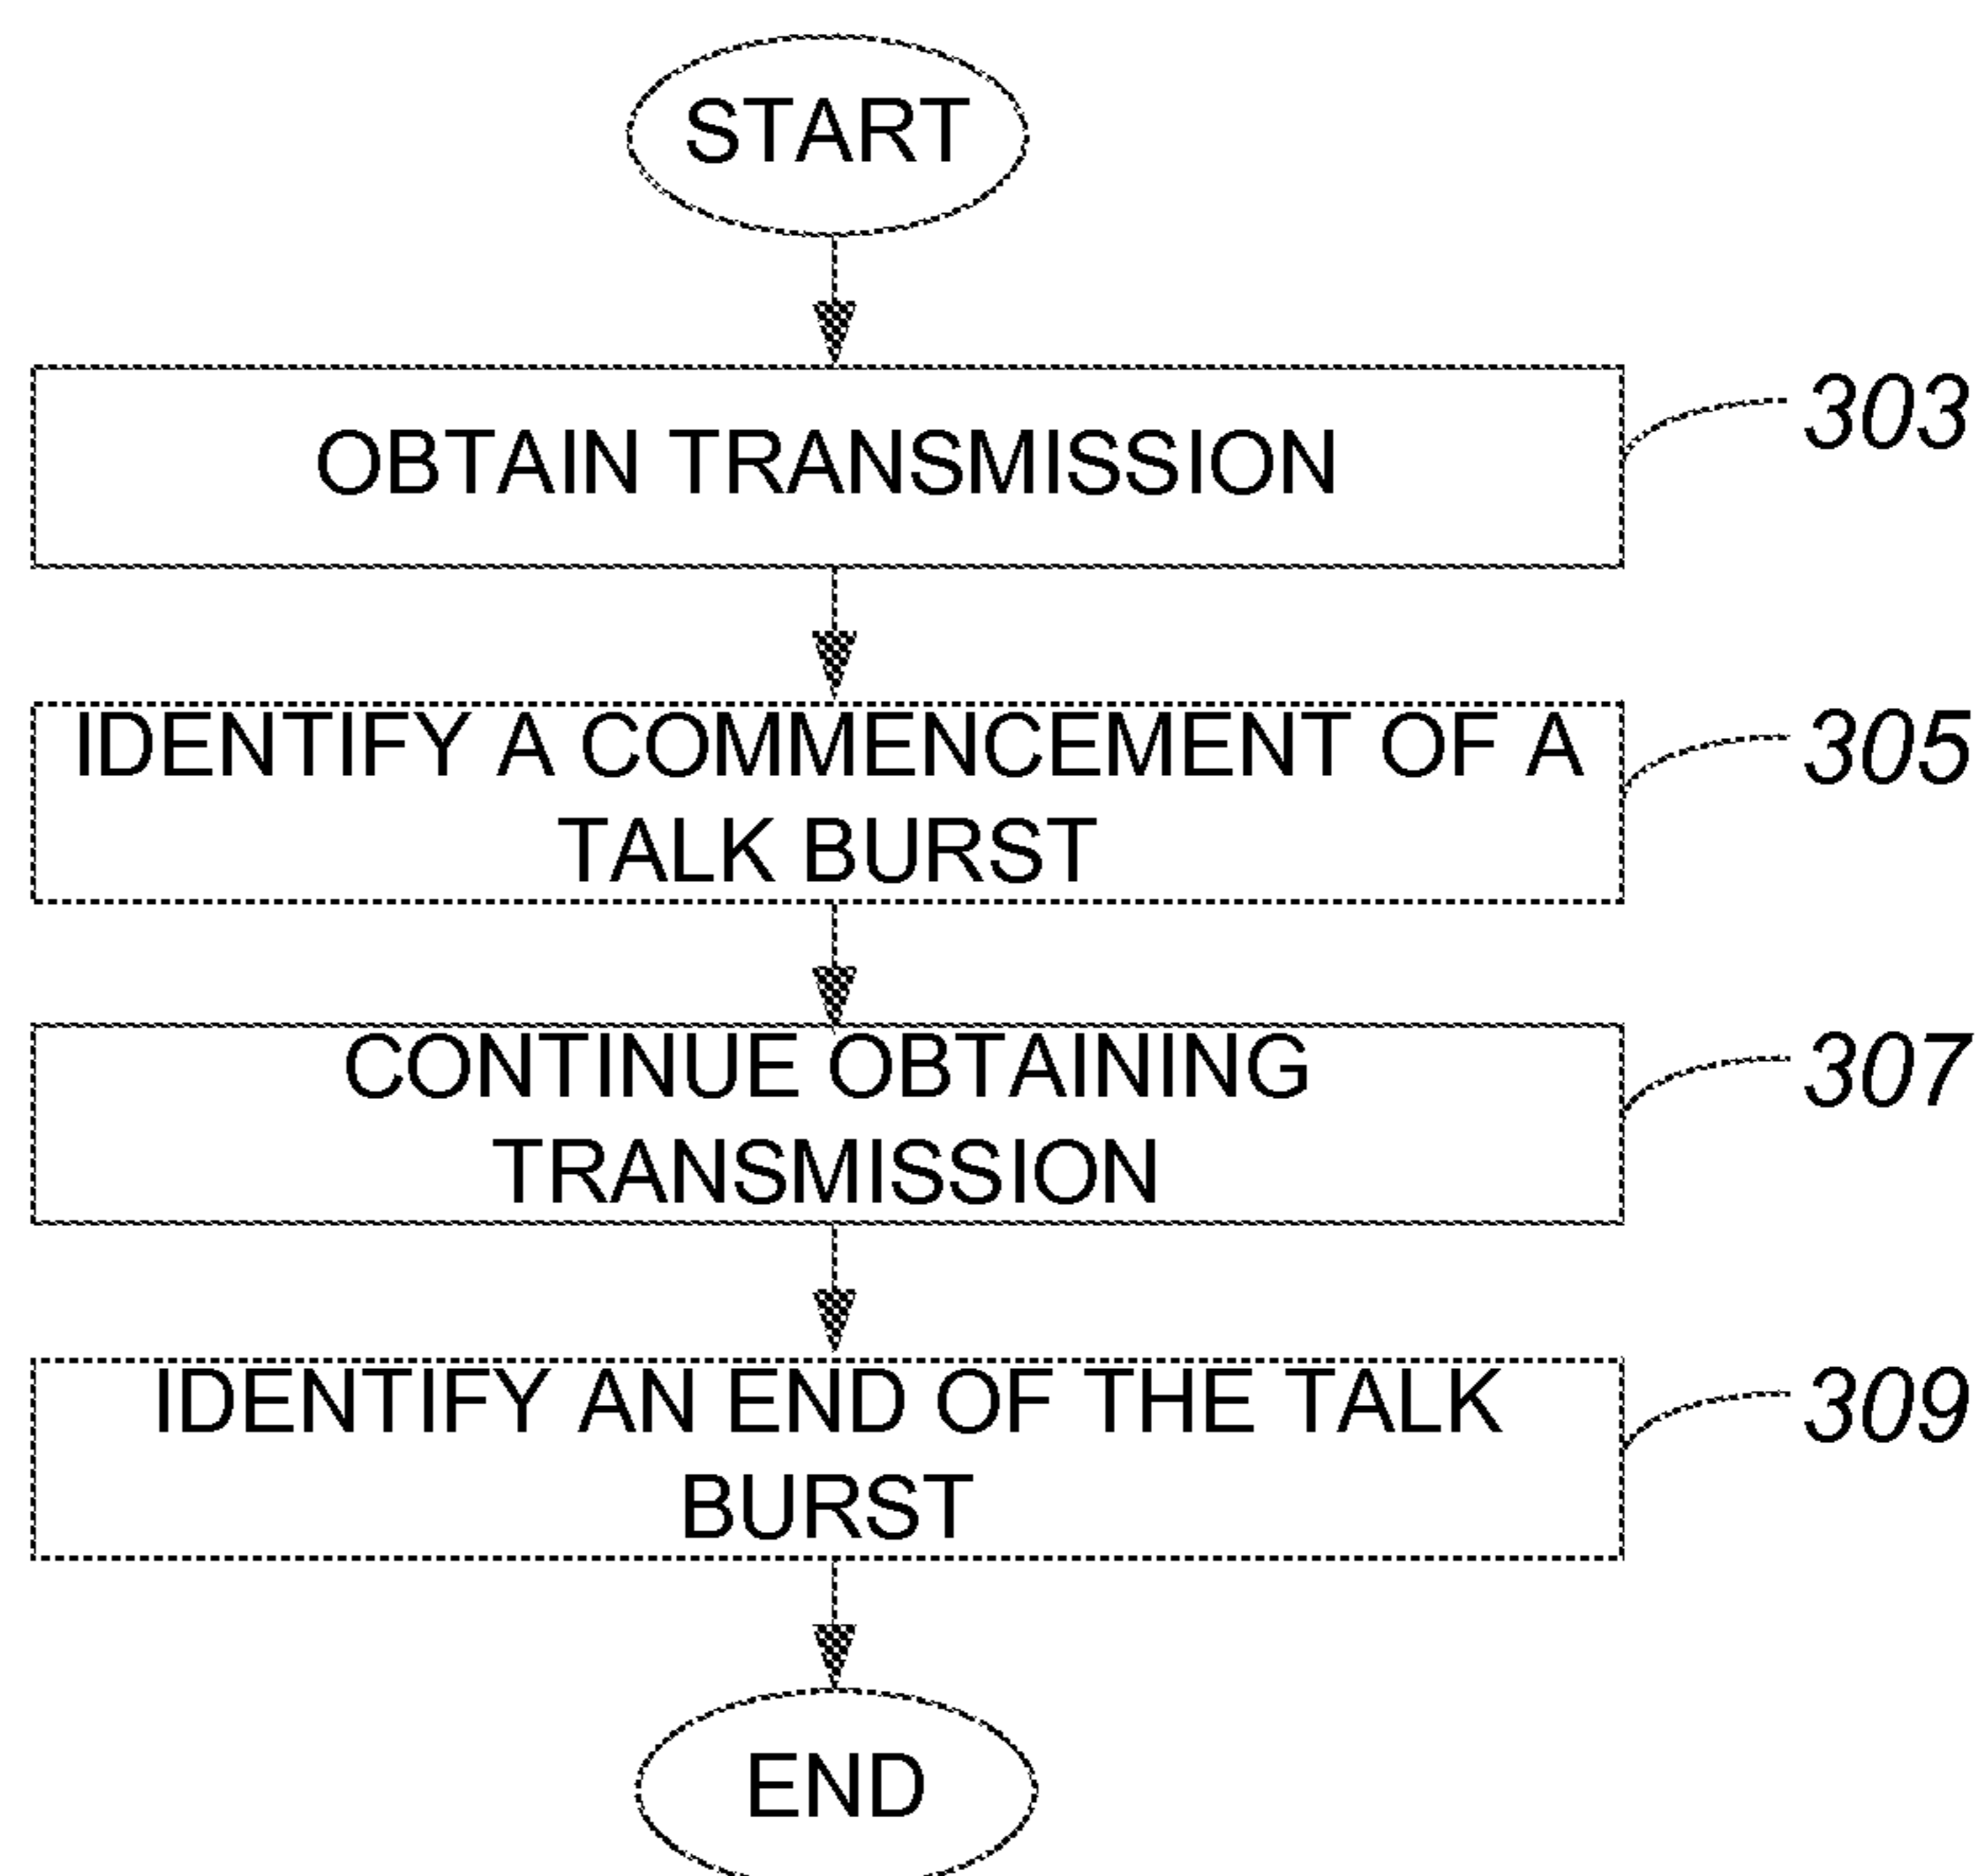 START
OBTAIN TRANSMISSION
303
IDENTIFY A COMMENCEMENT OF A
TALK BURST
305
CONTINUE OBTAINING
TRANSMISSION
307
IDENTIFY AN END OF THE TALK
BURST
309
END